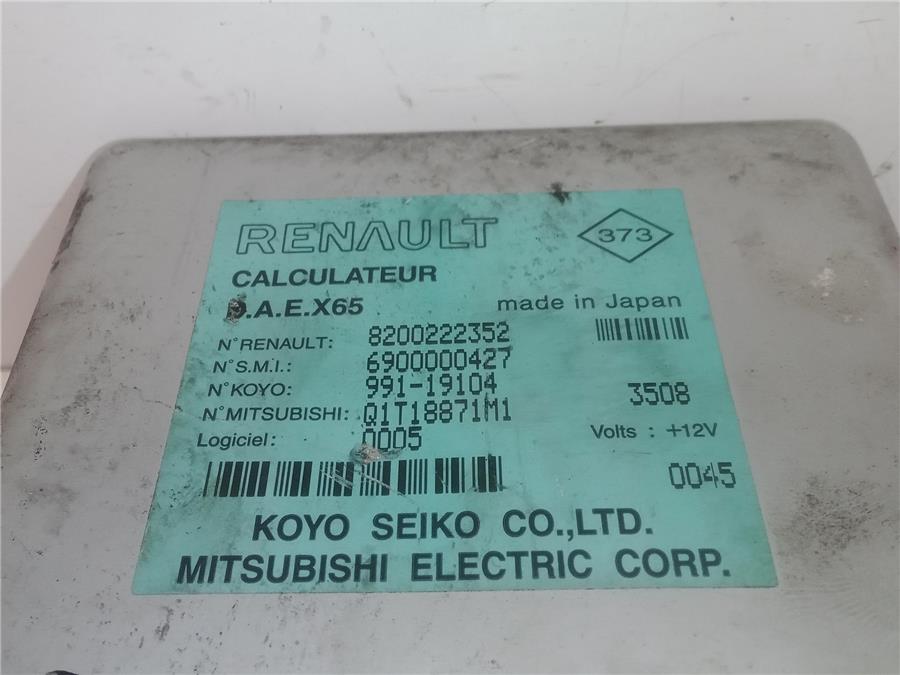 RENAULT
373
CALCULATEUR
D.A.E.X65
made in Japan
N°RENAULT: 8200222352
N°S.M.I.: 6900000427
N°KOYO: 991-19104
3508
N°MITSUBISHI: Q1T18871M1
Logiciel: 0005
Volts : +12V
0045
KOYO SEIKO CO.,LTD.
MITSUBISHI ELECTRIC CORP.